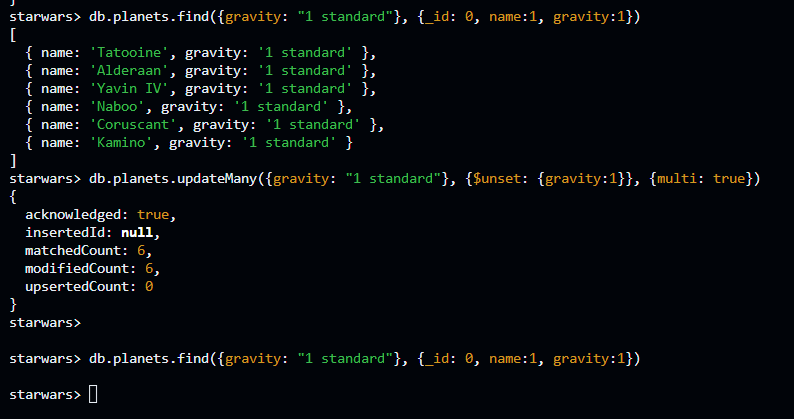 }
starwars> db.planets.find({gravity: "1 standard"}, {_id: 0, name:1, gravity:1})
[
  { name: 'Tatooine', gravity: '1 standard' },
  { name: 'Alderaan', gravity: '1 standard' },
  { name: 'Yavin IV', gravity: '1 standard' },
  { name: 'Naboo', gravity: '1 standard' },
  { name: 'Coruscant', gravity: '1 standard' },
  { name: 'Kamino', gravity: '1 standard' }
]
starwars> db.planets.updateMany({gravity: "1 standard"}, {$unset: {gravity:1}}, {multi: true})
{
  acknowledged: true,
  insertedId: null,
  matchedCount: 6,
  modifiedCount: 6,
  upsertedCount: 0
}
starwars>
starwars> db.planets.find({gravity: "1 standard"}, {_id: 0, name:1, gravity:1})
starwars>